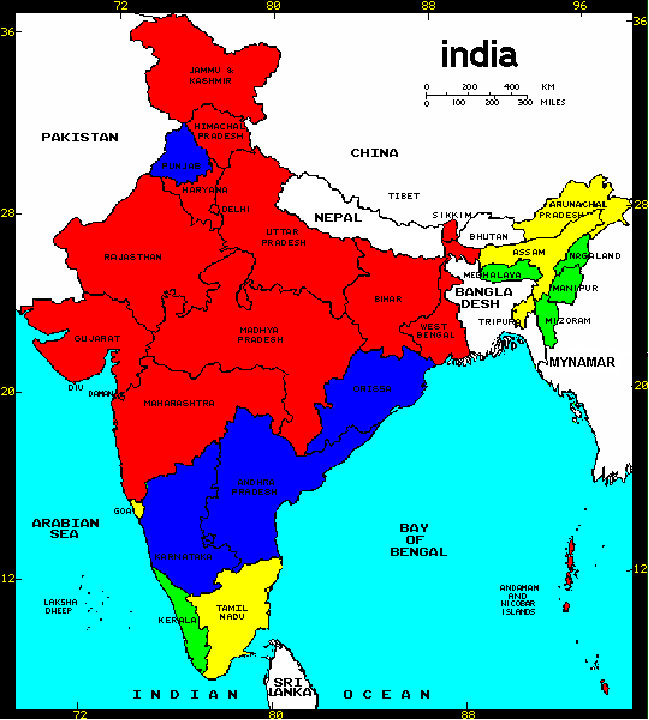 72 80 88 96
36 36
india
0 200 400 KM
0 100 200 300 MILES
JAMMU &
KASHMIR
HIMACHAL
PRADESH
PAKISTAN
PUNJAB
CHINA
HARYANA
TIBET
DELHI
28 28
NEPAL
SIKKIM
ARUNACHAL
PRADESH
BHUTAN
UTTAR
PRADESH
ASSAM
RAJASTHAN
NAGALAND
MEGHALAYA
MANIPUR
BIHAR
BANGLA
DESH
TRIPURA
MIZORAM
GUJARAT
MADHYA
PRADESH
WEST
BENGAL
MYNAMAR
DIU
DAMAN
20 20
ORISSA
MAHARASHTRA
ANDHRA
PRADESH
GOA
ARABIAN
SEA
BAY
OF
BENGAL
KARNATAKA
12 12
LAKSHA
DHEEP
ANDAMAN
AND
NICOBAR
ISLANDS
KERALA
TAMIL
NADU
SRI
LANKA
INDIAN OCEAN
72 80 88